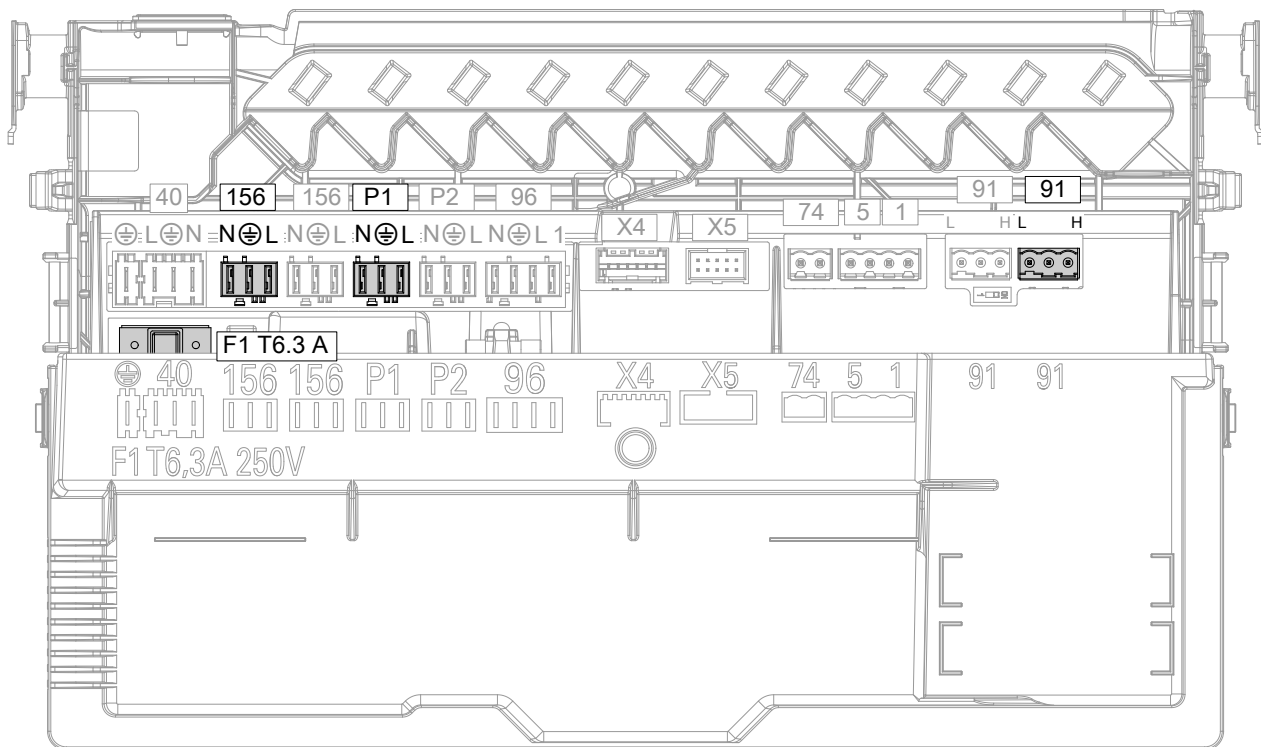 40 156 156 P1 P2 96 X4 X5 74 5 1 91 91
⏚ L ⏚ N N ⏚ L N ⏚ L N ⏚ L N ⏚ L N ⏚ L 1 L H L H
F1 T6.3 A
⏚ 40 156 156 P1 P2 96 X4 X5 74 5 1 91 91
F1 T6,3A 250V